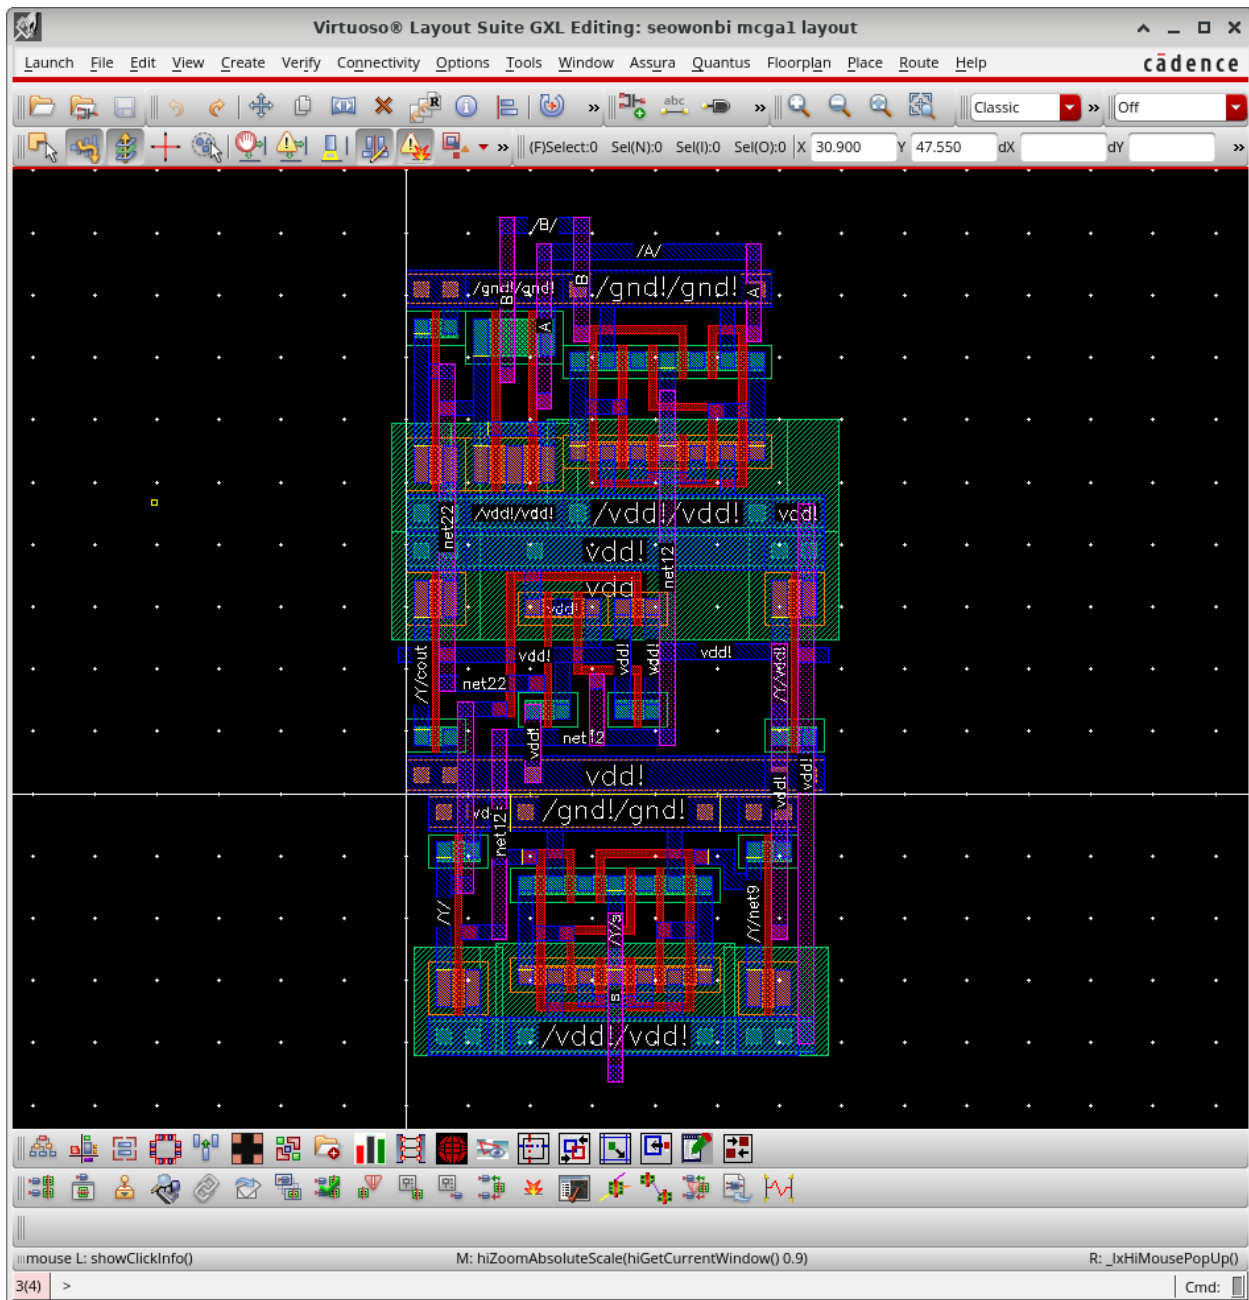 Virtuoso® Layout Suite GXL Editing: seowonbi mcga1 layout
Launch File Edit View Create Verify Connectivity Options Tools Window Assura Quantus Floorplan Place Route Help cādence
» abc » Classic » Off
» (F)Select:0 Sel(N):0 Sel(I):0 Sel(O):0 X 30.900 Y 47.550 dX dY »
/B/
/A/
B
/gnd!/gnd!
B
/gnd!/gnd!
A
A
net22
/vdd!/vdd!
/vdd!/vdd!
vdd!
vdd!
net12
vdd
vdd!
/Y/cout
vdd!
vdd!
vdd!
vdd!
/Y/vdd!
net22
vdd!
net12
vdd!
vdd!
vdd!
net12
/gnd!/gnd!
/Y/
/Y/s
/Y/net9
s
/vdd!/vdd!
mouse L: showClickInfo() M: hiZoomAbsoluteScale(hiGetCurrentWindow() 0.9) R: _lxHiMousePopUp()
3(4) > Cmd: